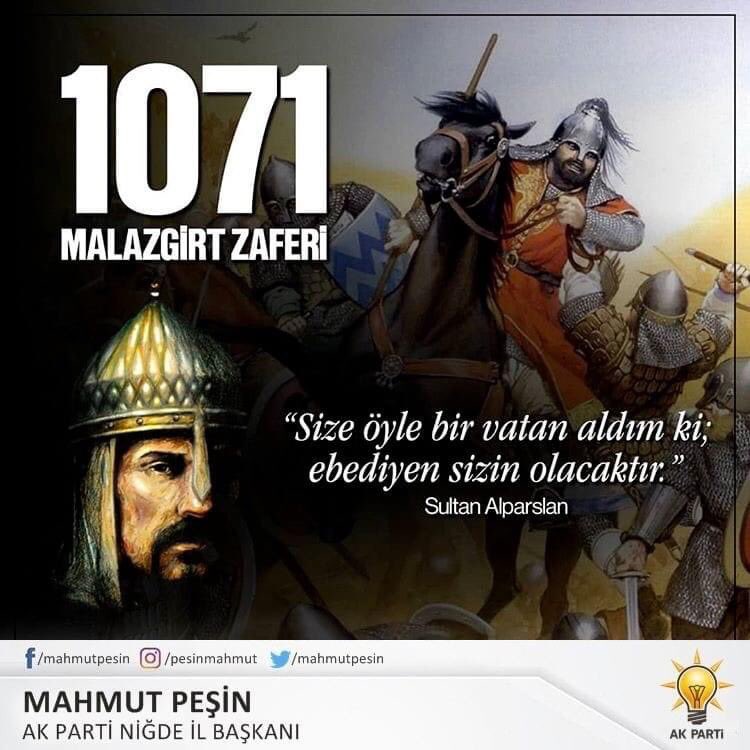 1071
MALAZGİRT ZAFERİ
“Size öyle bir vatan aldım ki;
ebediyen sizin olacaktır.”
Sultan Alparslan
/mahmutpesin /pesinmahmut /mahmutpesin
MAHMUT PEŞİN
AK PARTİ NİĞDE İL BAŞKANI
AK PARTİ